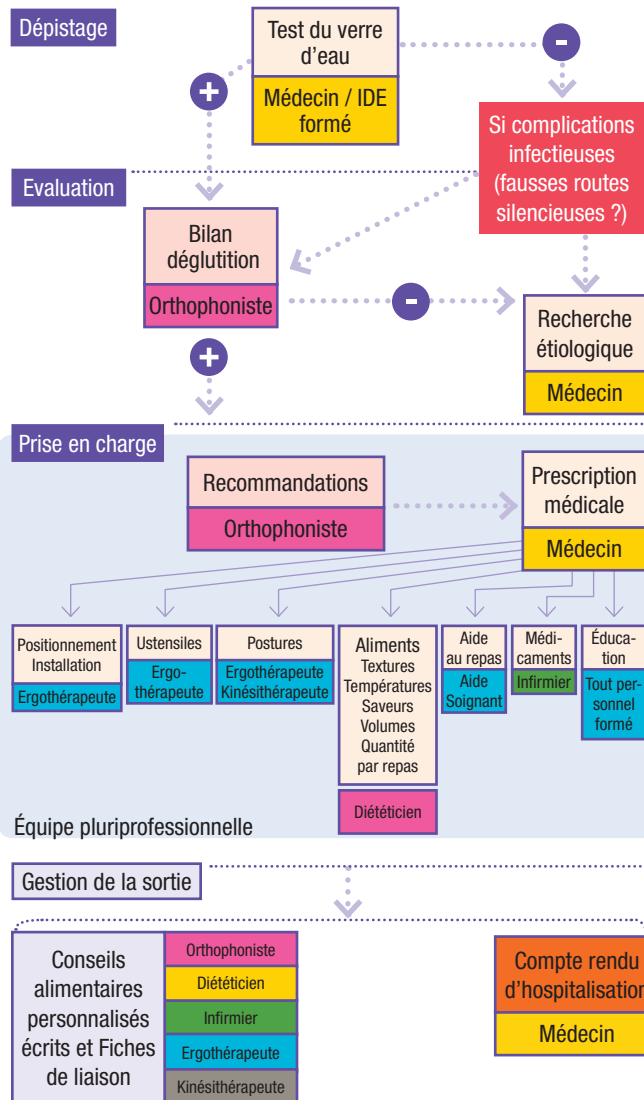 Dépistage
Test du verre
d’eau
Médecin / IDE
formé
-
+
Si complications
infectieuses
(fausses routes
silencieuses ?)
Evaluation
Bilan
déglutition
Orthophoniste
-
Recherche
étiologique
Médecin
+
Prise en charge
Recommandations
Orthophoniste
Prescription
médicale
Médecin
Positionnement
Installation
Ergothérapeute
Ustensiles
Ergo-
thérapeute
Postures
Ergothérapeute
Kinésithérapeute
Aliments
Textures
Températures
Saveurs
Volumes
Quantité
par repas
Diététicien
Aide
au repas
Aide
Soignant
Médi-
caments
Infirmier
Éduca-
tion
Tout per-
sonnel
formé
Équipe pluriprofessionnelle
Gestion de la sortie
Conseils
alimentaires
personnalisés
écrits et Fiches
de liaison
Orthophoniste
Diététicien
Infirmier
Ergothérapeute
Kinésithérapeute
Compte rendu
d’hospitalisation
Médecin